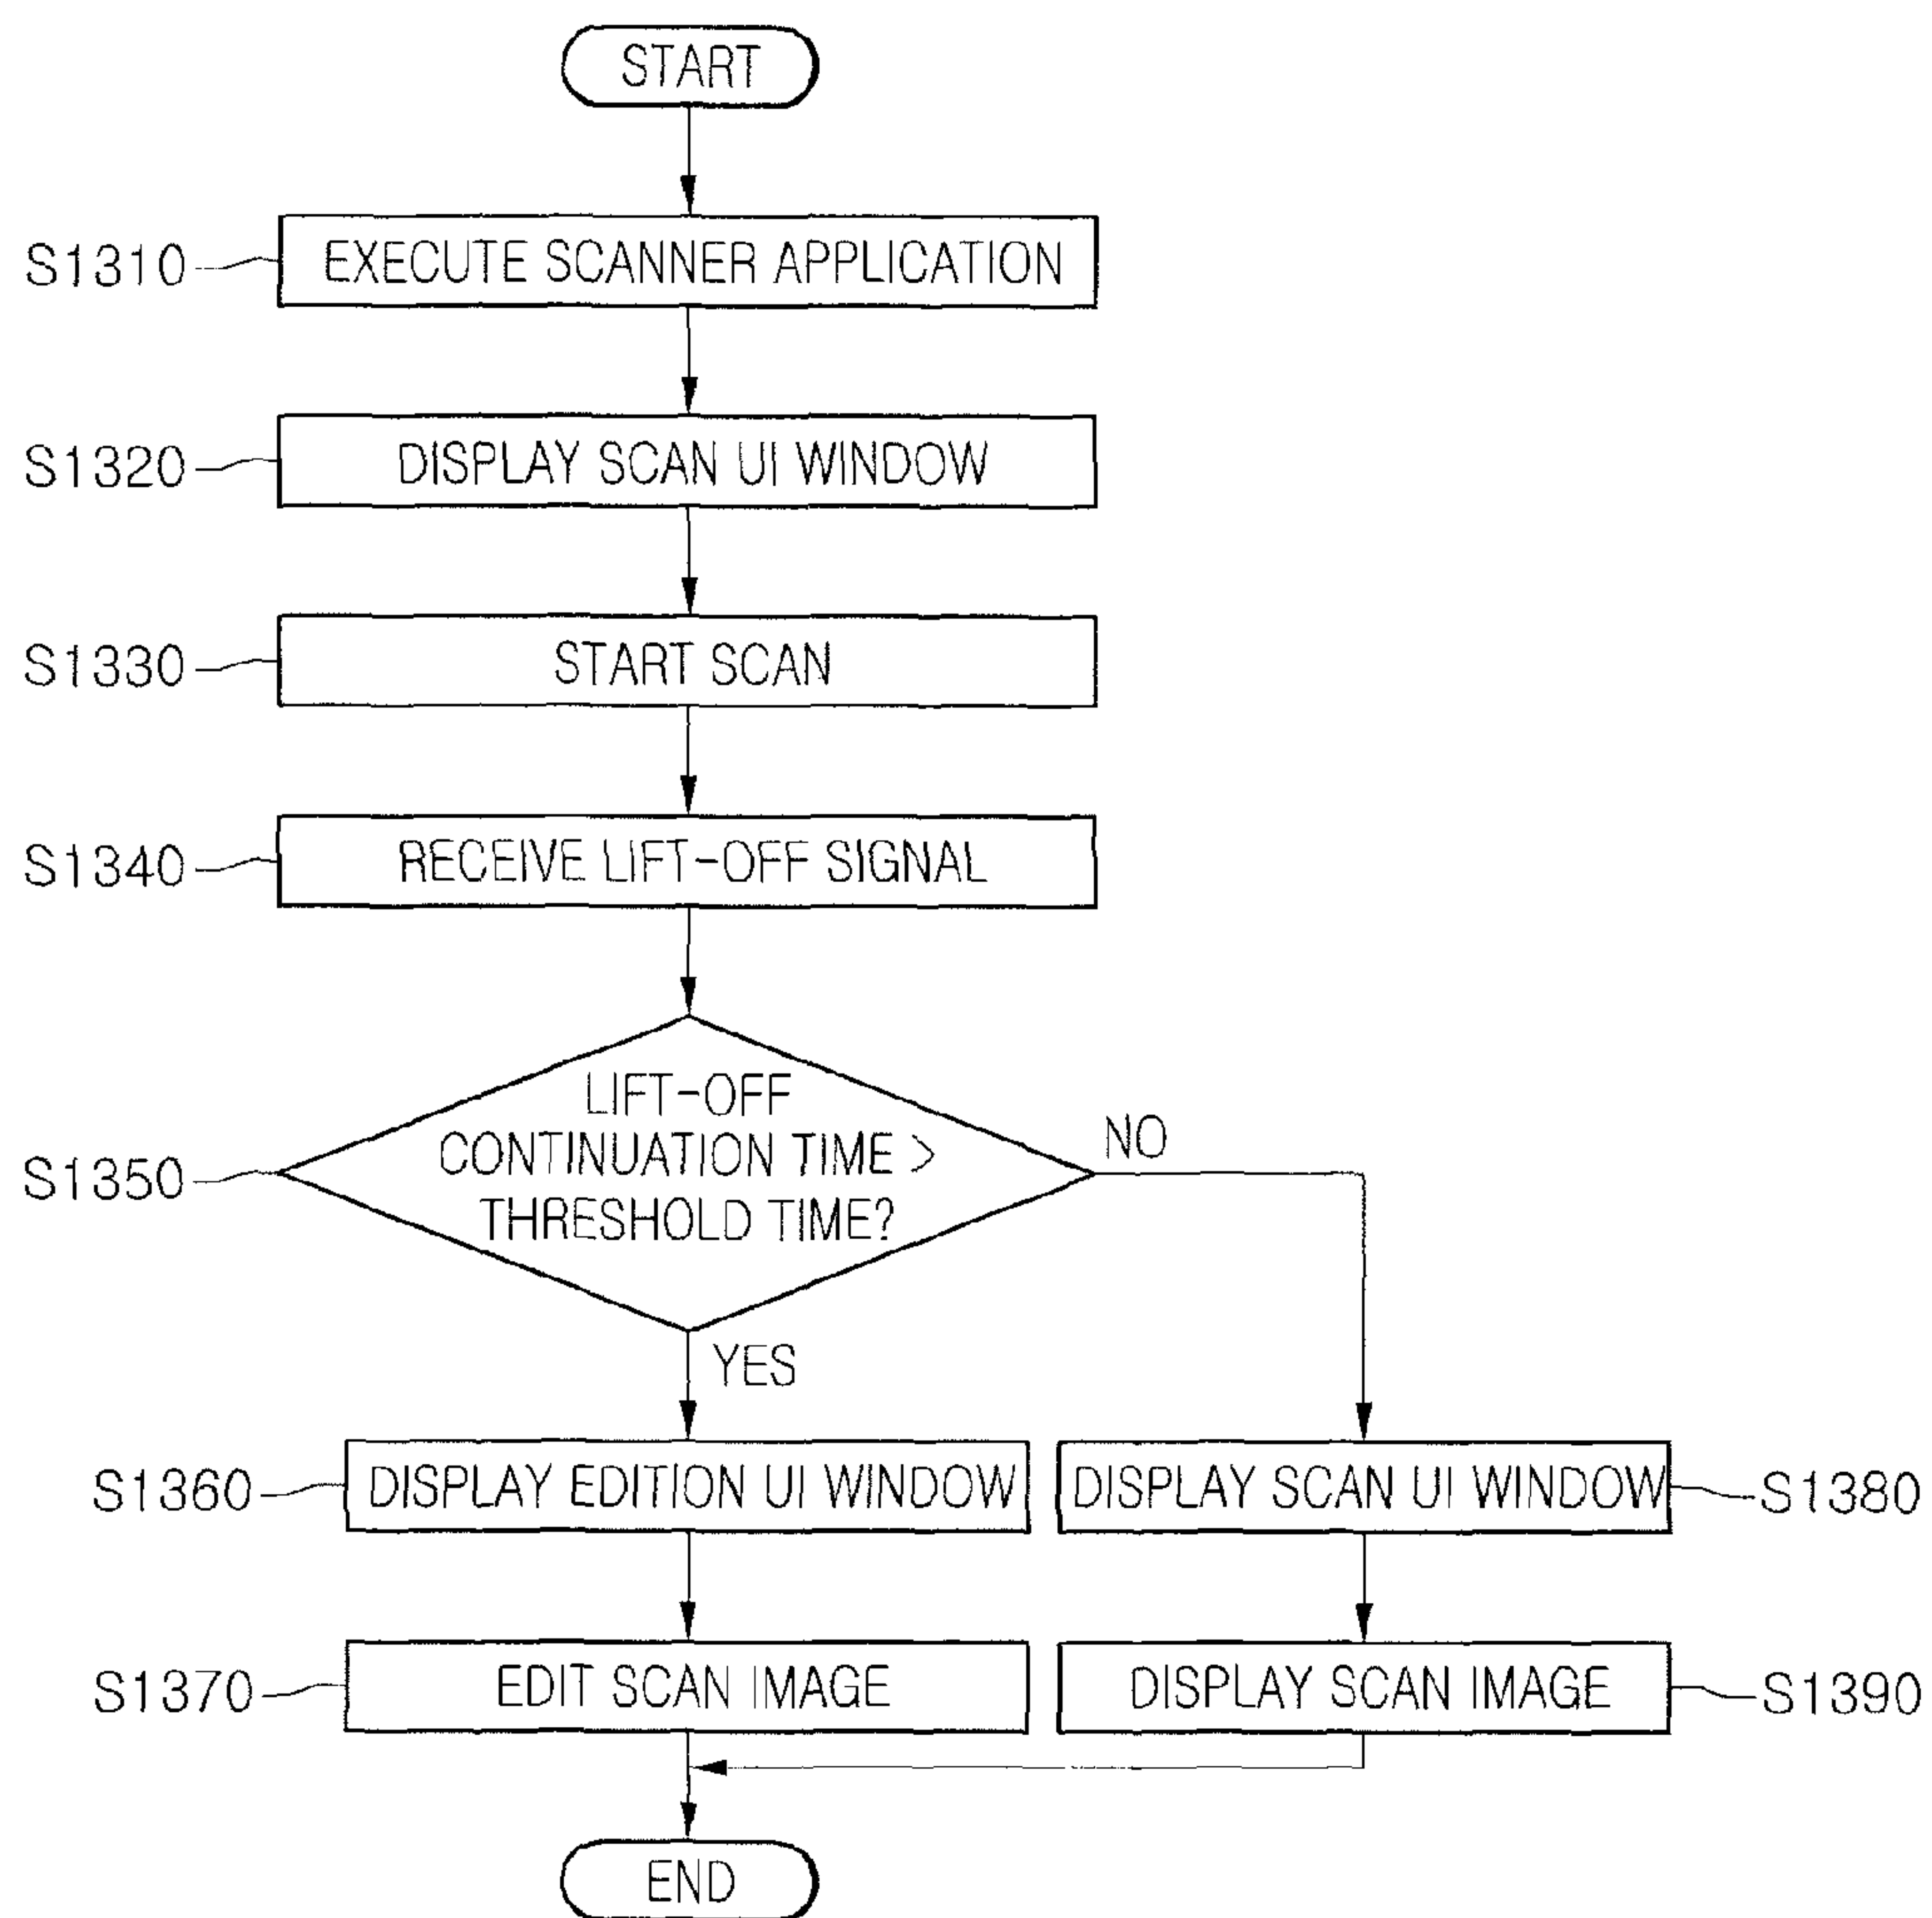 START
S1310
EXECUTE SCANNER APPLICATION
S1320
DISPLAY SCAN UI WINDOW
S1330
START SCAN
S1340
RECEIVE LIFT-OFF SIGNAL
S1350
LIFT-OFF
CONTINUATION TIME >
THRESHOLD TIME?
NO
YES
S1360
DISPLAY EDITION UI WINDOW
DISPLAY SCAN UI WINDOW
S1380
S1370
EDIT SCAN IMAGE
DISPLAY SCAN IMAGE
S1390
END